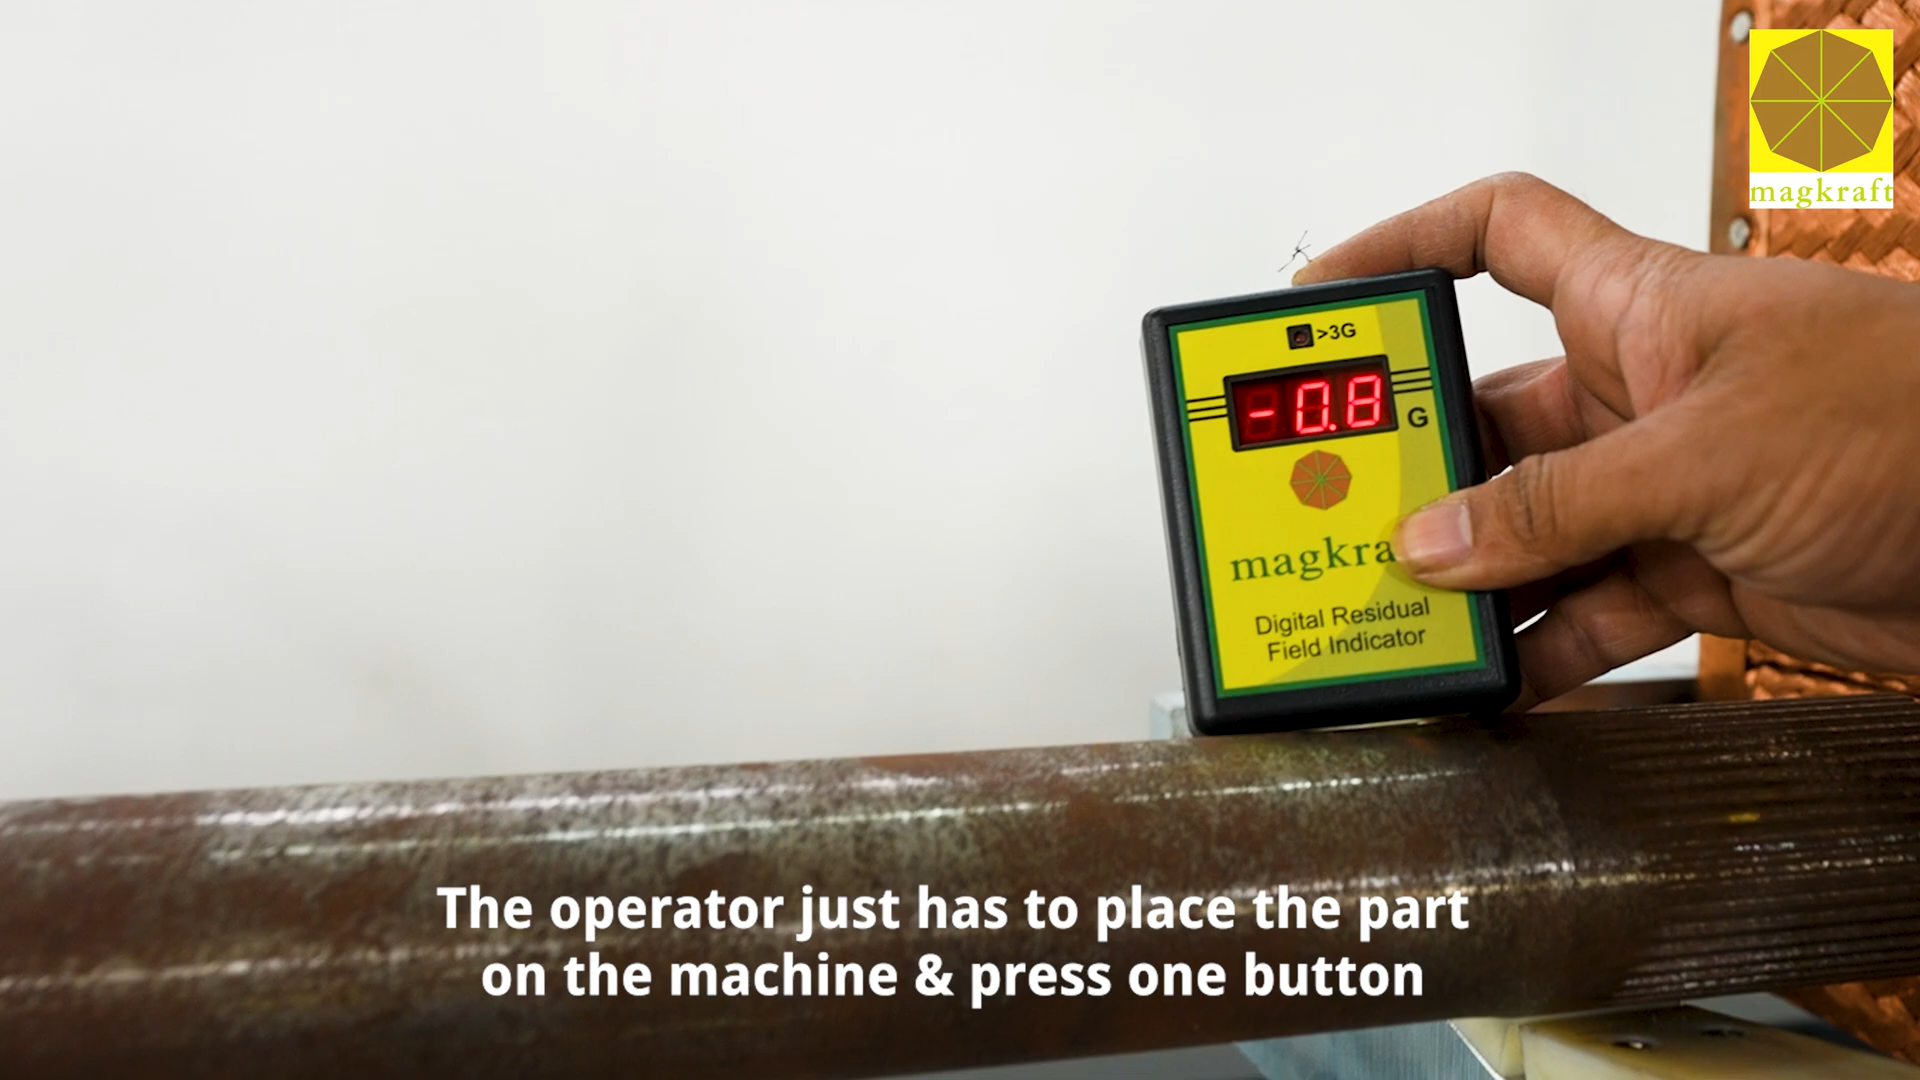 magkraft
>3G
-0.8
G
magkra
Digital Residual
Field Indicator
The operator just has to place the part
on the machine & press one button